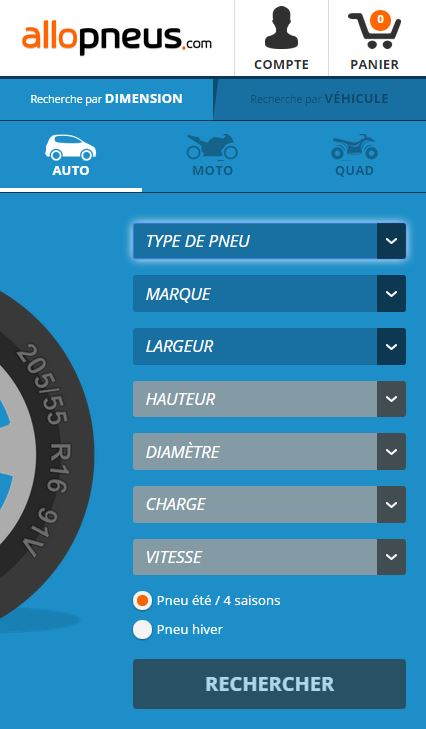 allopneus.com
0
COMPTE
PANIER
Recherche par DIMENSION
Recherche par VÉHICULE
AUTO
MOTO
QUAD
TYPE DE PNEU
MARQUE
LARGEUR
HAUTEUR
DIAMÈTRE
CHARGE
VITESSE
205/55 R16 91V
Pneu été / 4 saisons
Pneu hiver
RECHERCHER